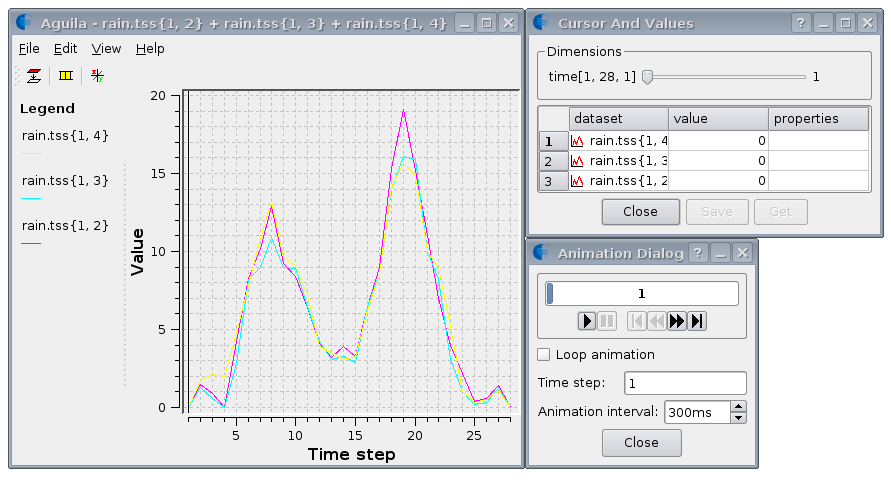 Aguila - rain.tss{1, 2} + rain.tss{1, 3} + rain.tss{1, 4}
File Edit View Help
Legend
rain.tss{1, 4}
rain.tss{1, 3}
rain.tss{1, 2}
Value
20
15
10
5
0
5 10 15 20 25
Time step
Cursor And Values
?
Dimensions
time[1, 28, 1] 1
dataset value properties
1 rain.tss{1, 4 0
2 rain.tss{1, 3 0
3 rain.tss{1, 2 0
Close Save Get
Animation Dialog ?
1
Loop animation
Time step: 1
Animation interval: 300ms
Close